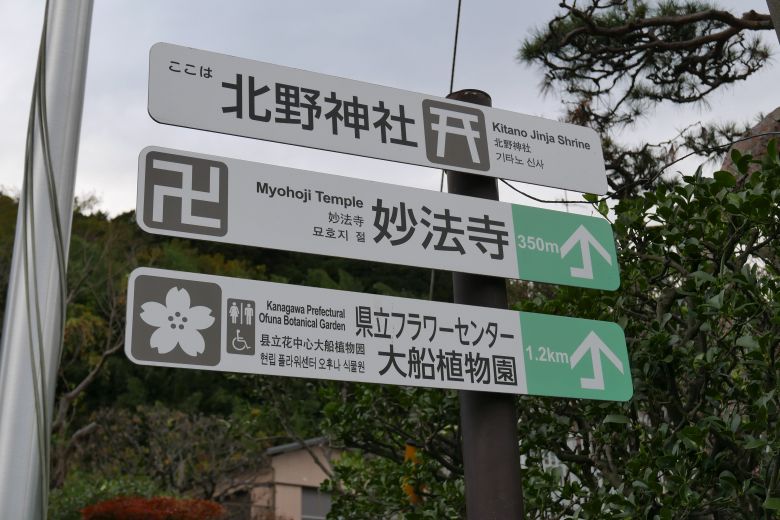 ここは
北野神社
Kitano Jinja Shrine
北野神社
기타노 신사
Myohoji Temple
妙法寺
묘호지 절
妙法寺
350m
Kanagawa Prefectural
Ofuna Botanical Garden
县立花中心大船植物园
현립 플라워센터 오후나 식물원
県立フラワーセンター
大船植物園
1.2km